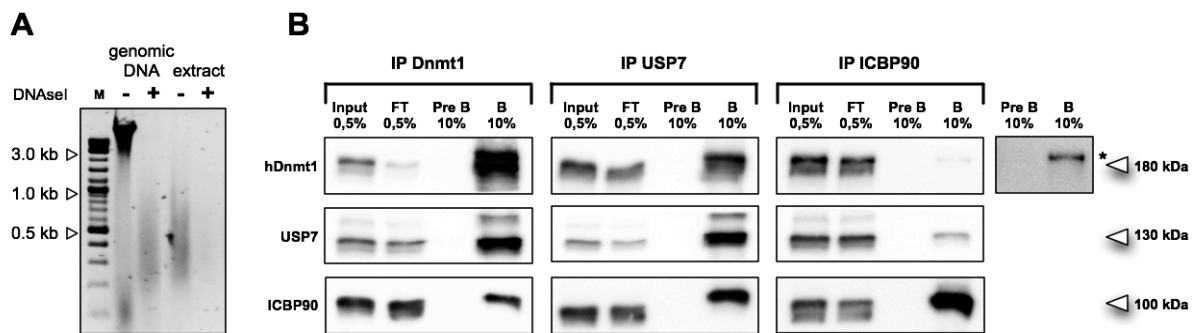 A
genomic
DNA extract
DNAseI M - + - +
3.0 kb
1.0 kb
0.5 kb
B
IP Dnmt1 IP USP7 IP ICBP90
Input FT Pre B B Input FT Pre B B Input FT Pre B B Pre B B
0,5% 0,5% 10% 10% 0,5% 0,5% 10% 10% 0,5% 0,5% 10% 10% 10% 10%
hDnmt1 * 180 kDa
USP7 130 kDa
ICBP90 100 kDa